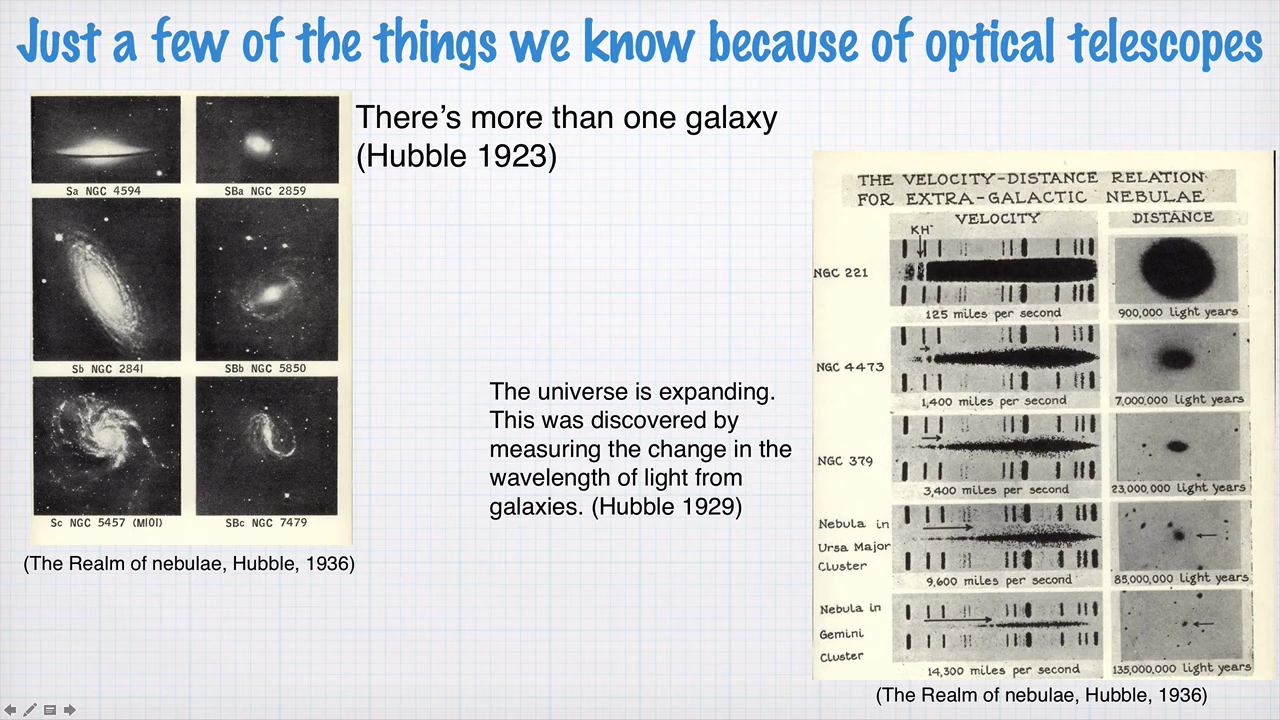 Just a few of the things we know because of optical telescopes
There’s more than one galaxy
(Hubble 1923)
Sa NGC 4594
SBa NGC 2859
Sb NGC 2841
SBb NGC 5850
Sc NGC 5457 (M101)
SBc NGC 7479
(The Realm of nebulae, Hubble, 1936)
The universe is expanding.
This was discovered by
measuring the change in the
wavelength of light from
galaxies. (Hubble 1929)
THE VELOCITY-DISTANCE RELATION
FOR EXTRA-GALACTIC NEBULAE
VELOCITY
DISTANCE
KH
NGC 221
125 miles per second
900,000 light years
NGC 4473
1,400 miles per second
7,000,000 light years
NGC 379
3,400 miles per second
23,000,000 light years
Nebula in
Ursa Major
Cluster
9,600 miles per second
85,000,000 light years
Nebula in
Gemini
Cluster
14,300 miles per second
135,000,000 light years
(The Realm of nebulae, Hubble, 1936)